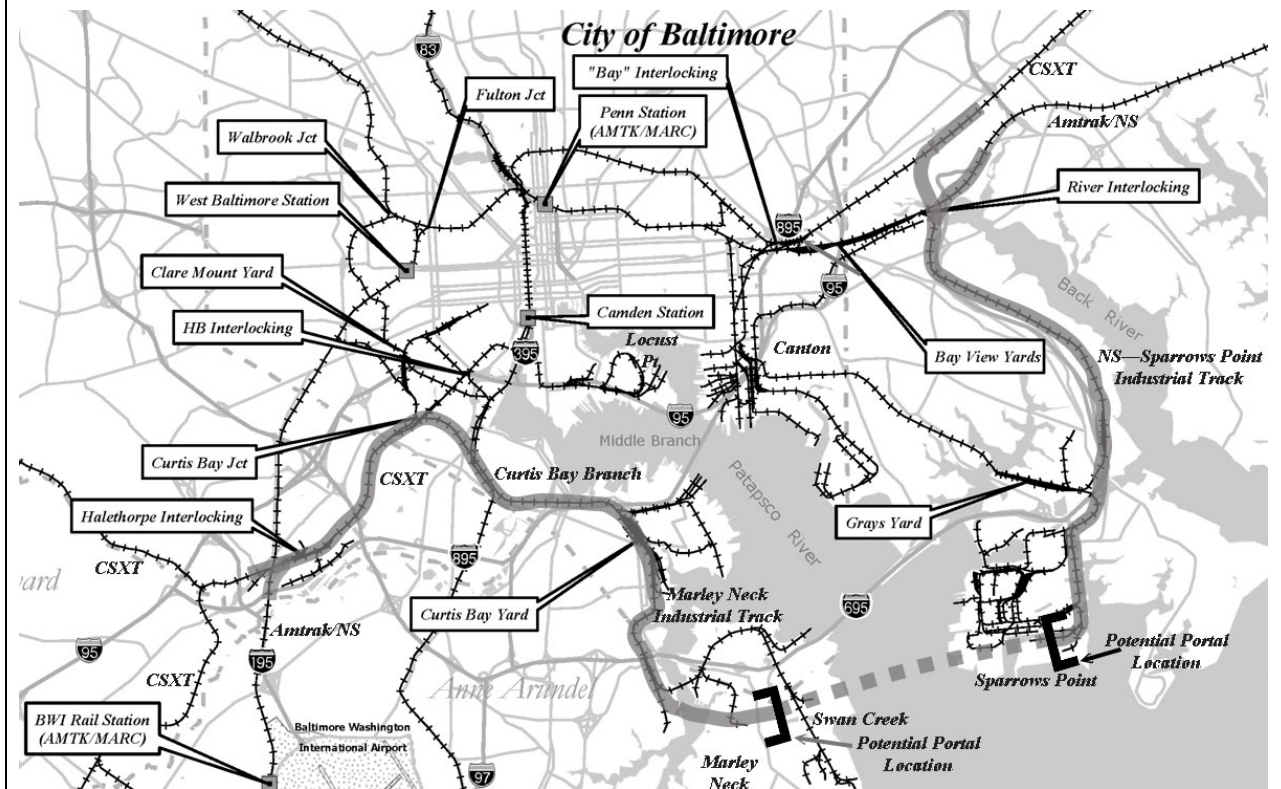 City of Baltimore
83
"Bay" Interlocking
CSXT
Fulton Jct
Penn Station
(AMTK/MARC)
Amtrak/NS
Walbrook Jct
West Baltimore Station
River Interlocking
895
Clare Mount Yard
HB Interlocking
Camden Station
95
Back River
395
Locust
Pt
Canton
Bay View Yards
NS—Sparrows Point
Industrial Track
95
Middle Branch
Curtis Bay Jct
CSXT
Curtis Bay Branch
Patapsco River
Halethorpe Interlocking
Grays Yard
CSXT
895
ard
Curtis Bay Yard
Marley Neck
Industrial Track
695
Amtrak/NS
95
195
CSXT
Anne Arundel
Potential Portal
Location
Sparrows Point
BWI Rail Station
(AMTK/MARC)
Baltimore Washington
International Airport
97
Swan Creek
Potential Portal
Location
Marley
Neck